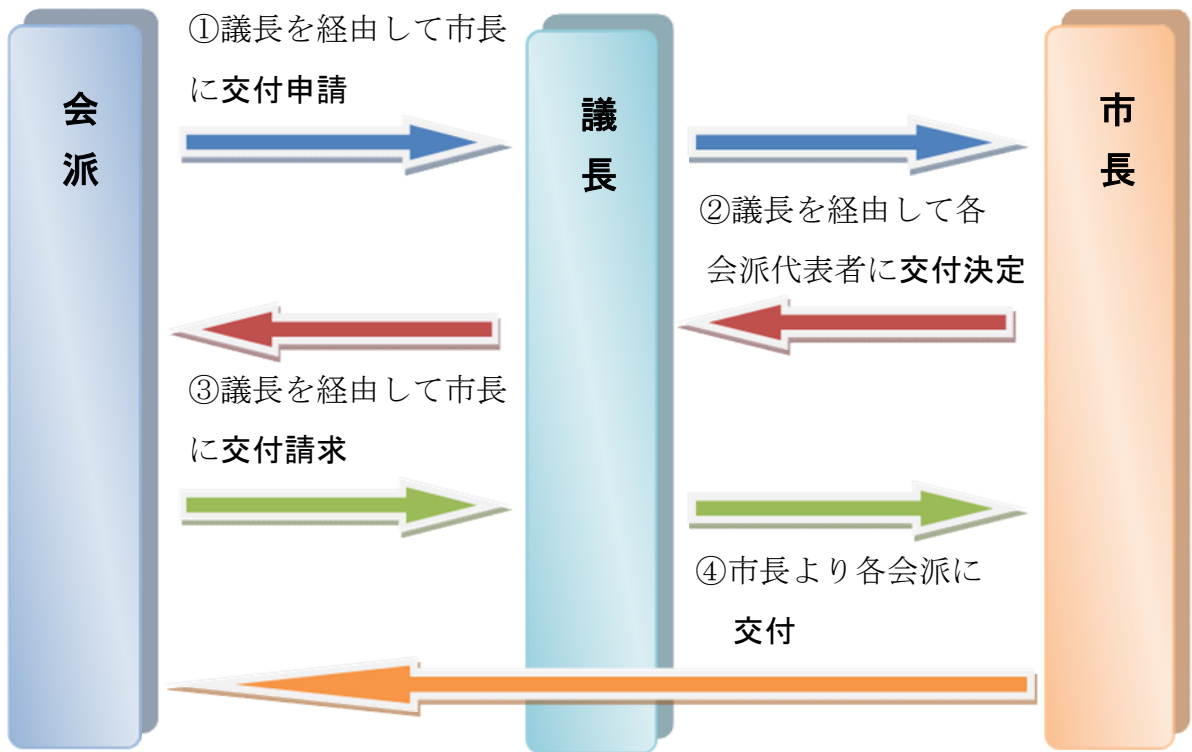 会派
議長
市長
①議長を経由して市長
に交付申請
②議長を経由して各
会派代表者に交付決定
③議長を経由して市長
に交付請求
④市長より各会派に
交付